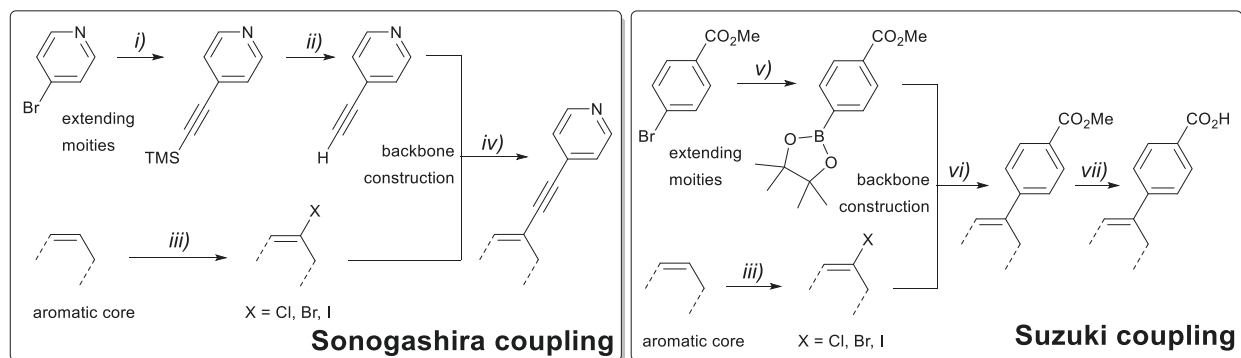 N
i)
Br
extending
moities
N
TMS
ii)
N
H
backbone
construction
iv)
N
aromatic core
iii)
X
X = Cl, Br, I
Sonogashira coupling
CO2Me
v)
Br
extending
moities
CO2Me
O
B
O
backbone
construction
vi)
CO2Me
vii)
CO2H
aromatic core
iii)
X
X = Cl, Br, I
Suzuki coupling